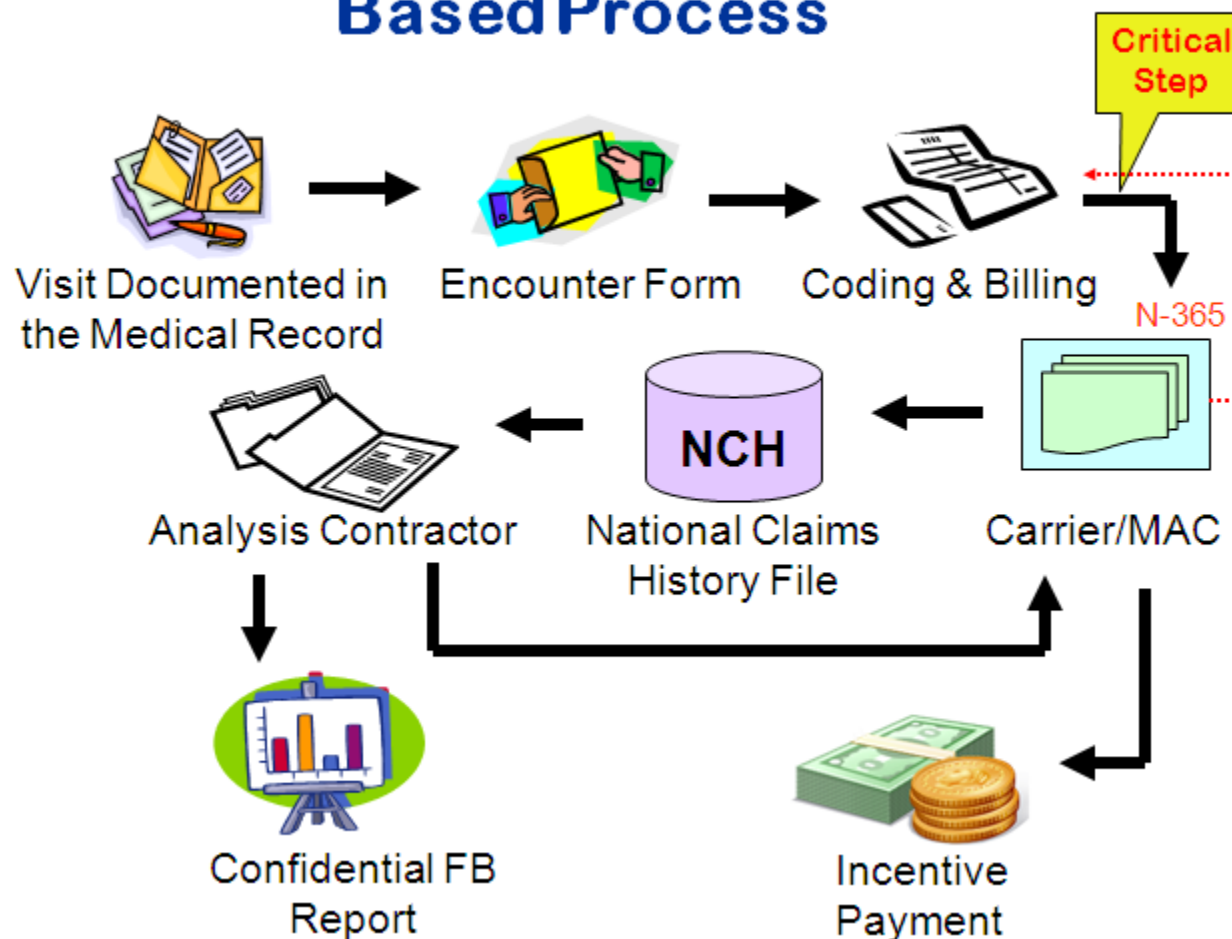 Based Process
Critical
Step
Visit Documented in
the Medical Record
Encounter Form
Coding & Billing
N-365
NCH
Analysis Contractor
National Claims
History File
Carrier/MAC
Confidential FB
Report
Incentive
Payment